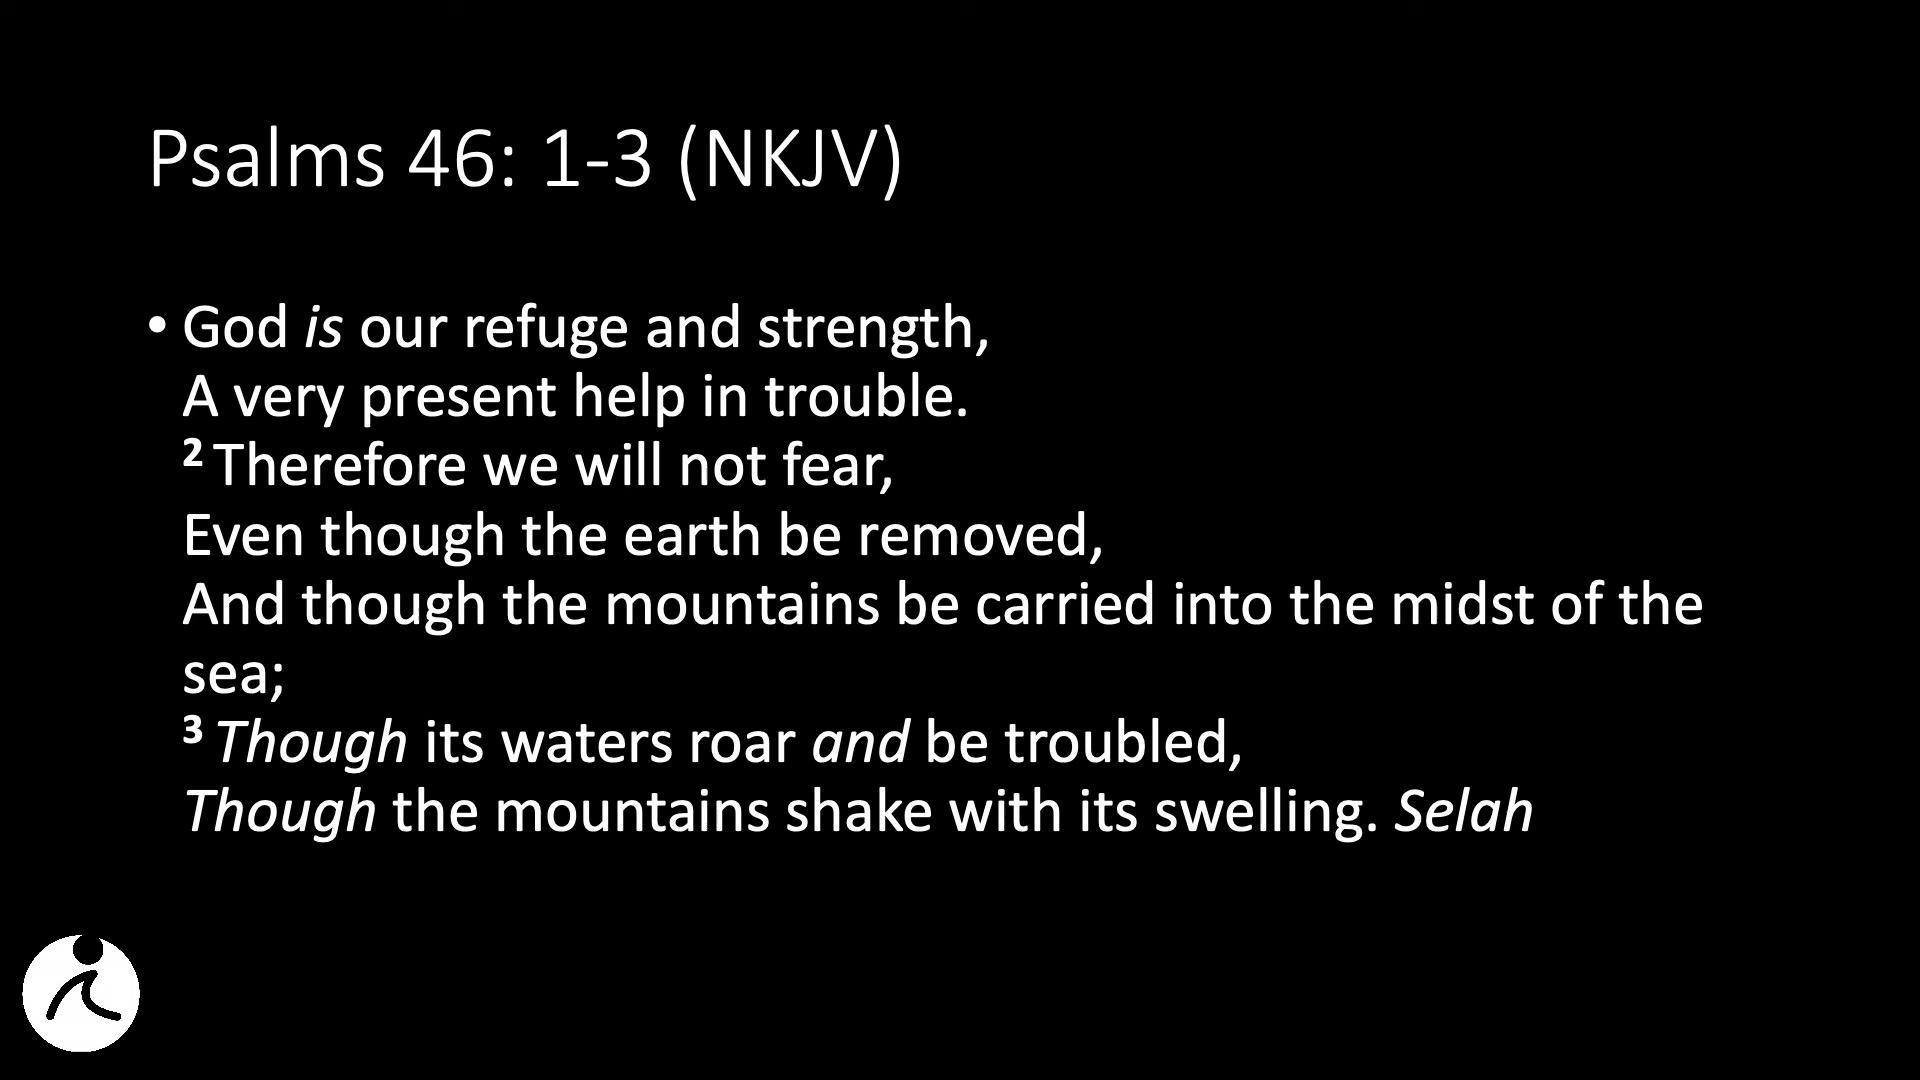 Psalms 46: 1-3 (NKJV)
• God is our refuge and strength,
A very present help in trouble.
2 Therefore we will not fear,
Even though the earth be removed,
And though the mountains be carried into the midst of the
sea;
3 Though its waters roar and be troubled,
Though the mountains shake with its swelling. Selah